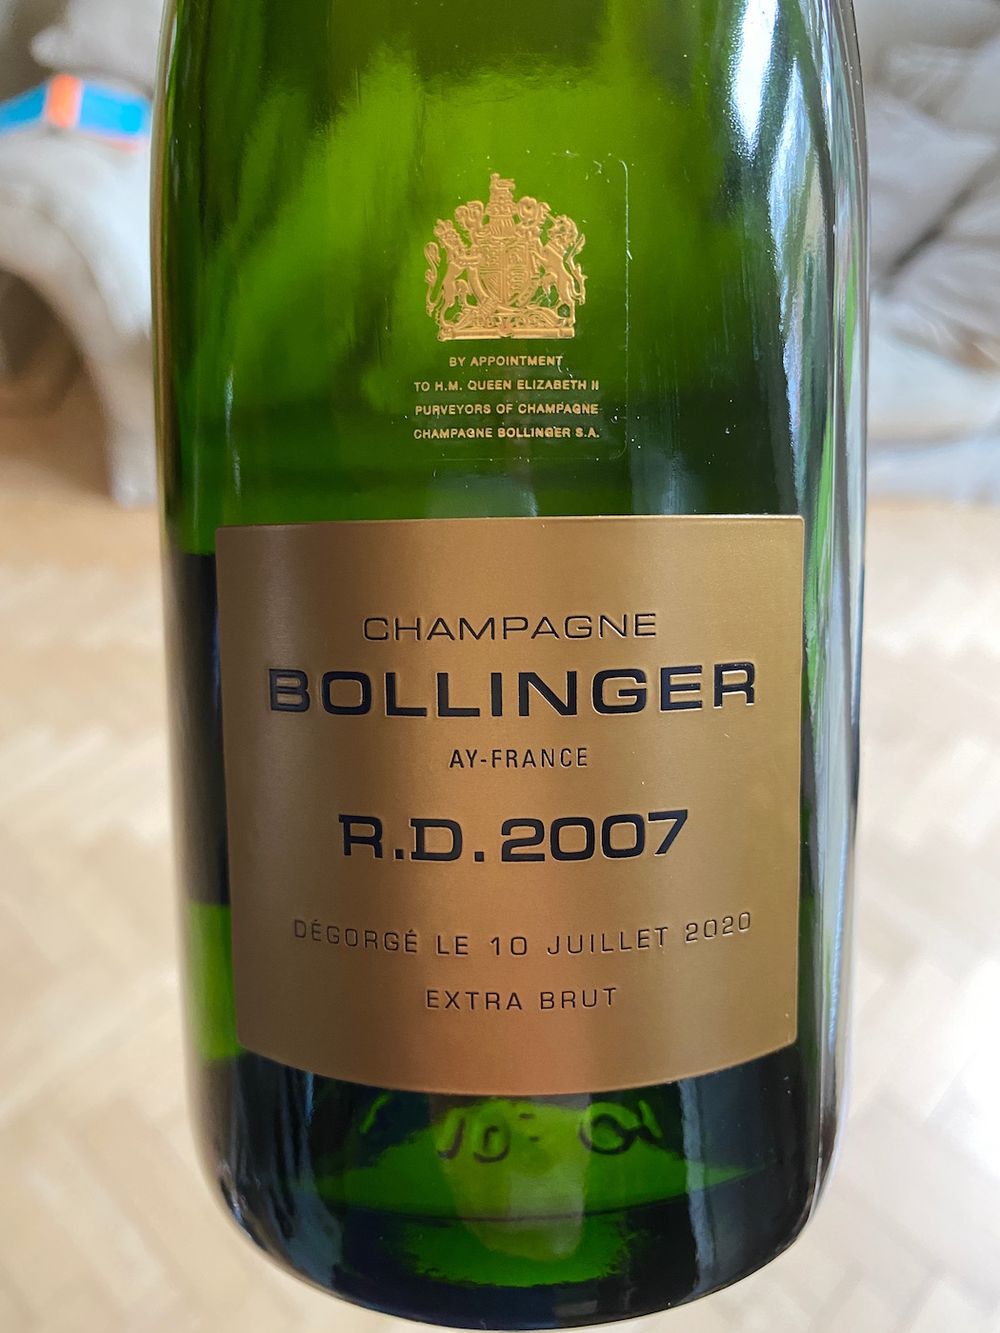 BY APPOINTMENT
TO H.M. QUEEN ELIZABETH II
PURVEYORS OF CHAMPAGNE
CHAMPAGNE BOLLINGER S.A.
CHAMPAGNE
BOLLINGER
AY-FRANCE
R.D. 2007
DÉGORGÉ LE 10 JUILLET 2020
EXTRA BRUT